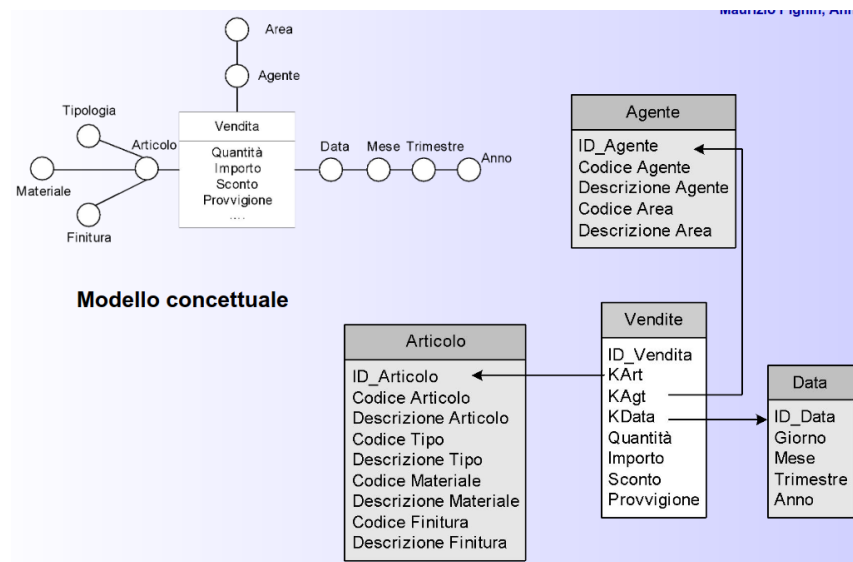 Area
Agente
Tipologia
Articolo
Materiale
Finitura
Vendita
Quantità
Importo
Sconto
Provvigione
....
Data
Mese
Trimestre
Anno
Modello concettuale
Agente
ID_Agente
Codice Agente
Descrizione Agente
Codice Area
Descrizione Area
Articolo
ID_Articolo
Codice Articolo
Descrizione Articolo
Codice Tipo
Descrizione Tipo
Codice Materiale
Descrizione Materiale
Codice Finitura
Descrizione Finitura
Vendite
ID_Vendita
KArt
KAgt
KData
Quantità
Importo
Sconto
Provvigione
Data
ID_Data
Giorno
Mese
Trimestre
Anno